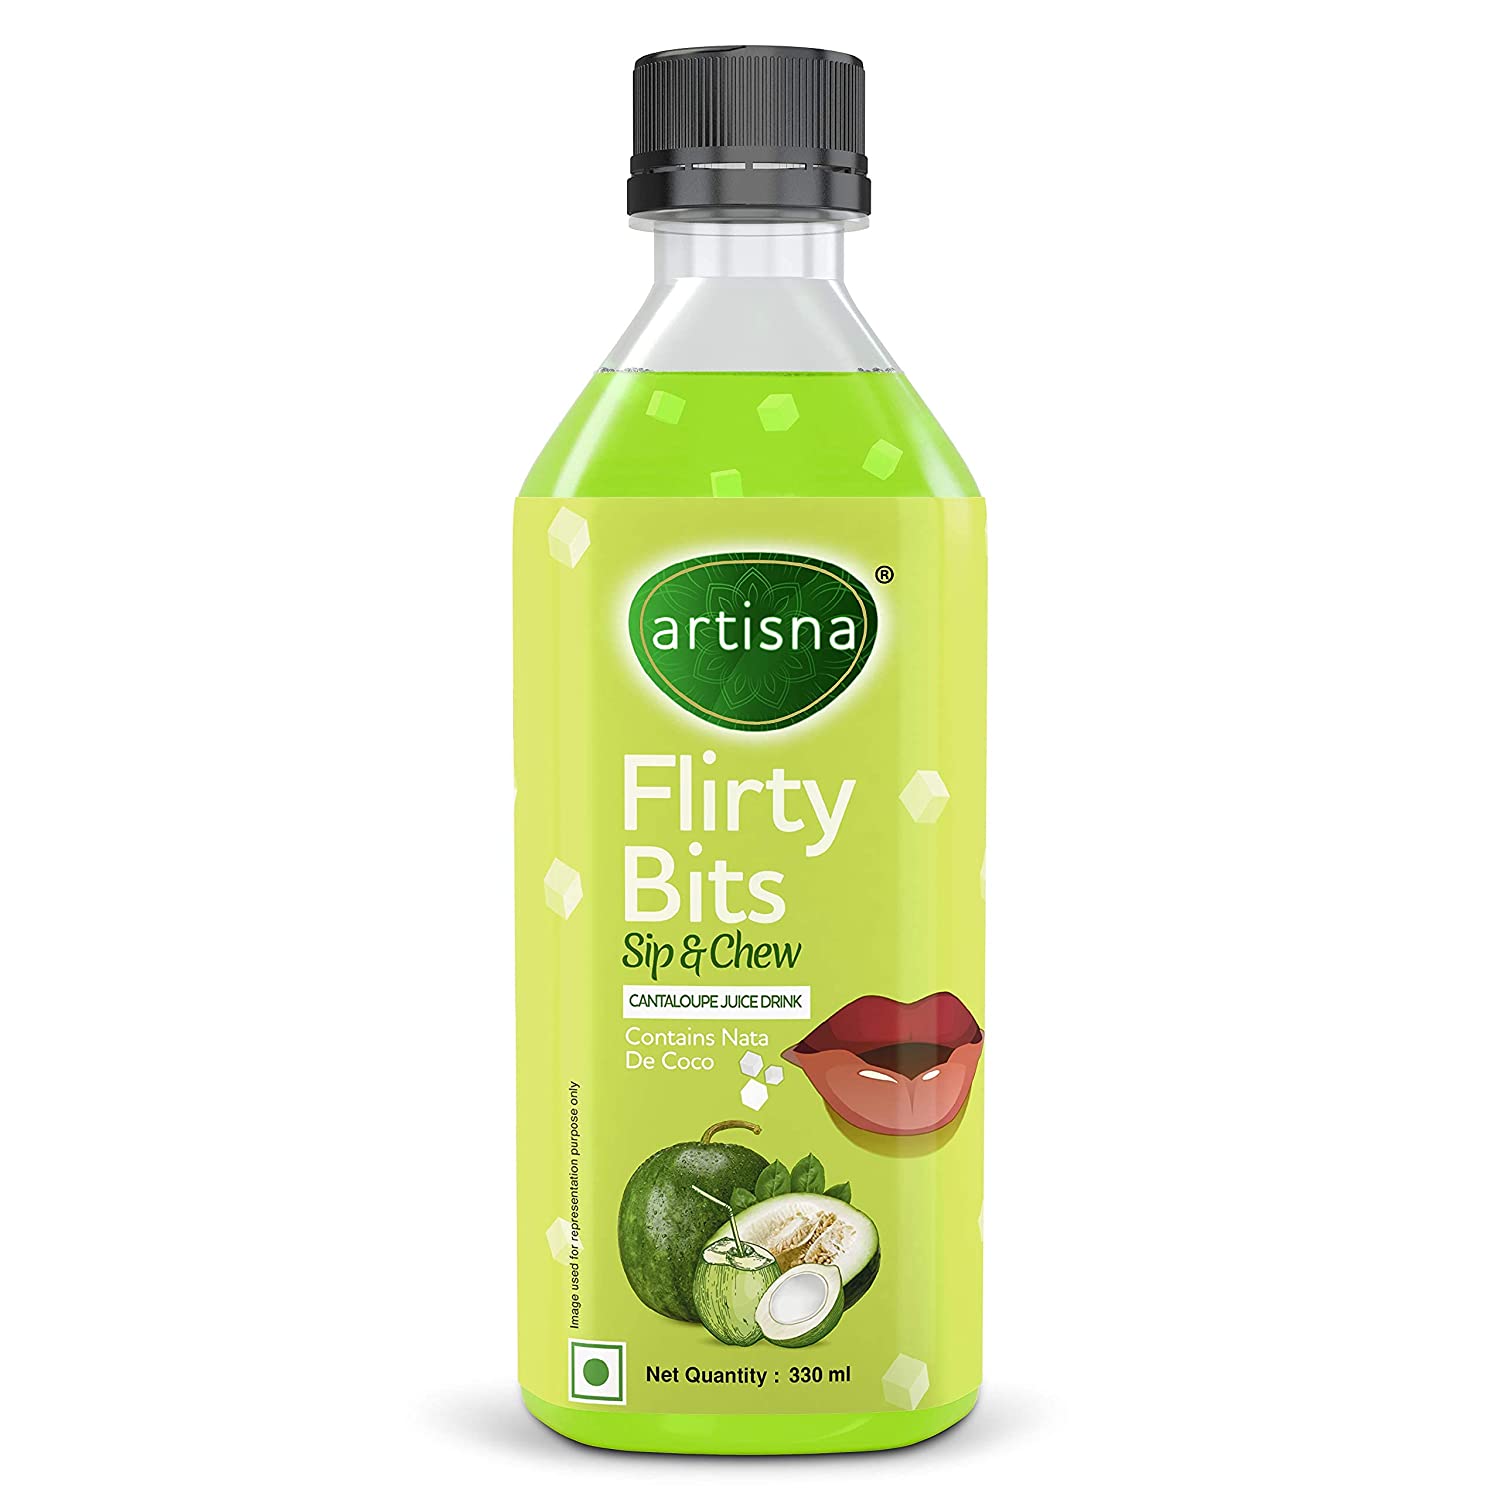 artisna
®
Flirty
Bits
Sip & Chew
CANTALOUPE JUICE DRINK
Contains Nata
De Coco
Image used for representation purpose only
Net Quantity : 330 ml